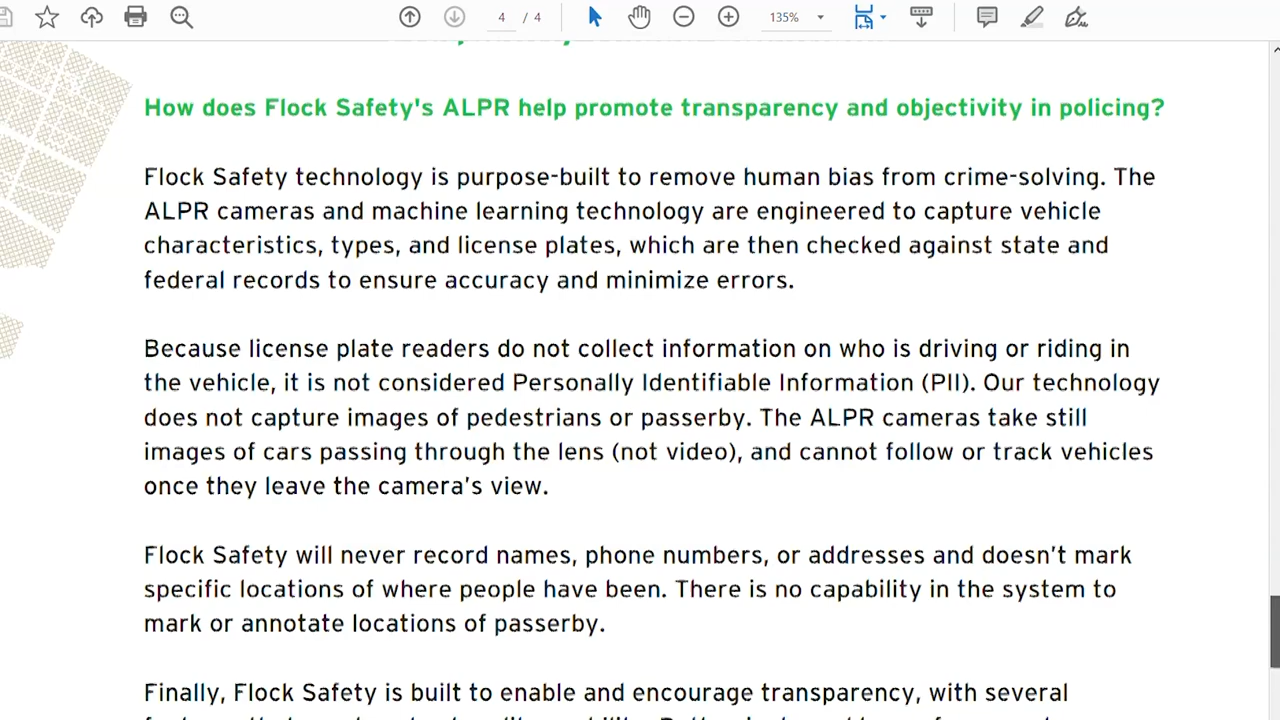 4 / 4
135%
How does Flock Safety's ALPR help promote transparency and objectivity in policing?
Flock Safety technology is purpose-built to remove human bias from crime-solving. The
ALPR cameras and machine learning technology are engineered to capture vehicle
characteristics, types, and license plates, which are then checked against state and
federal records to ensure accuracy and minimize errors.
Because license plate readers do not collect information on who is driving or riding in
the vehicle, it is not considered Personally Identifiable Information (PII). Our technology
does not capture images of pedestrians or passerby. The ALPR cameras take still
images of cars passing through the lens (not video), and cannot follow or track vehicles
once they leave the camera’s view.
Flock Safety will never record names, phone numbers, or addresses and doesn’t mark
specific locations of where people have been. There is no capability in the system to
mark or annotate locations of passerby.
Finally, Flock Safety is built to enable and encourage transparency, with several